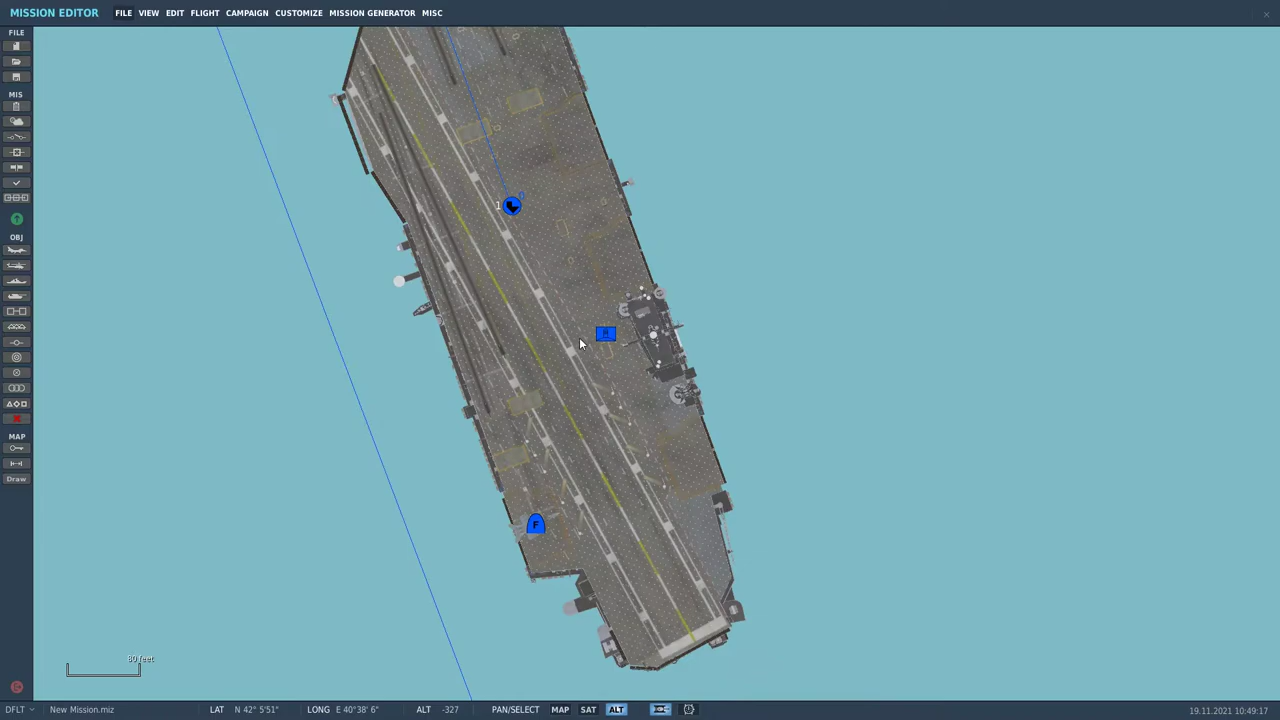 MISSION EDITOR FILE VIEW EDIT FLIGHT CAMPAIGN CUSTOMIZE MISSION GENERATOR MISC
FILE
MIS
OBJ
MAP
Draw
1
F
80 feet
DFLT New Mission.miz LAT N 42° 5'51" LONG E 40°38' 6" ALT -327 PAN/SELECT MAP SAT ALT 19.11.2021 10:49:17